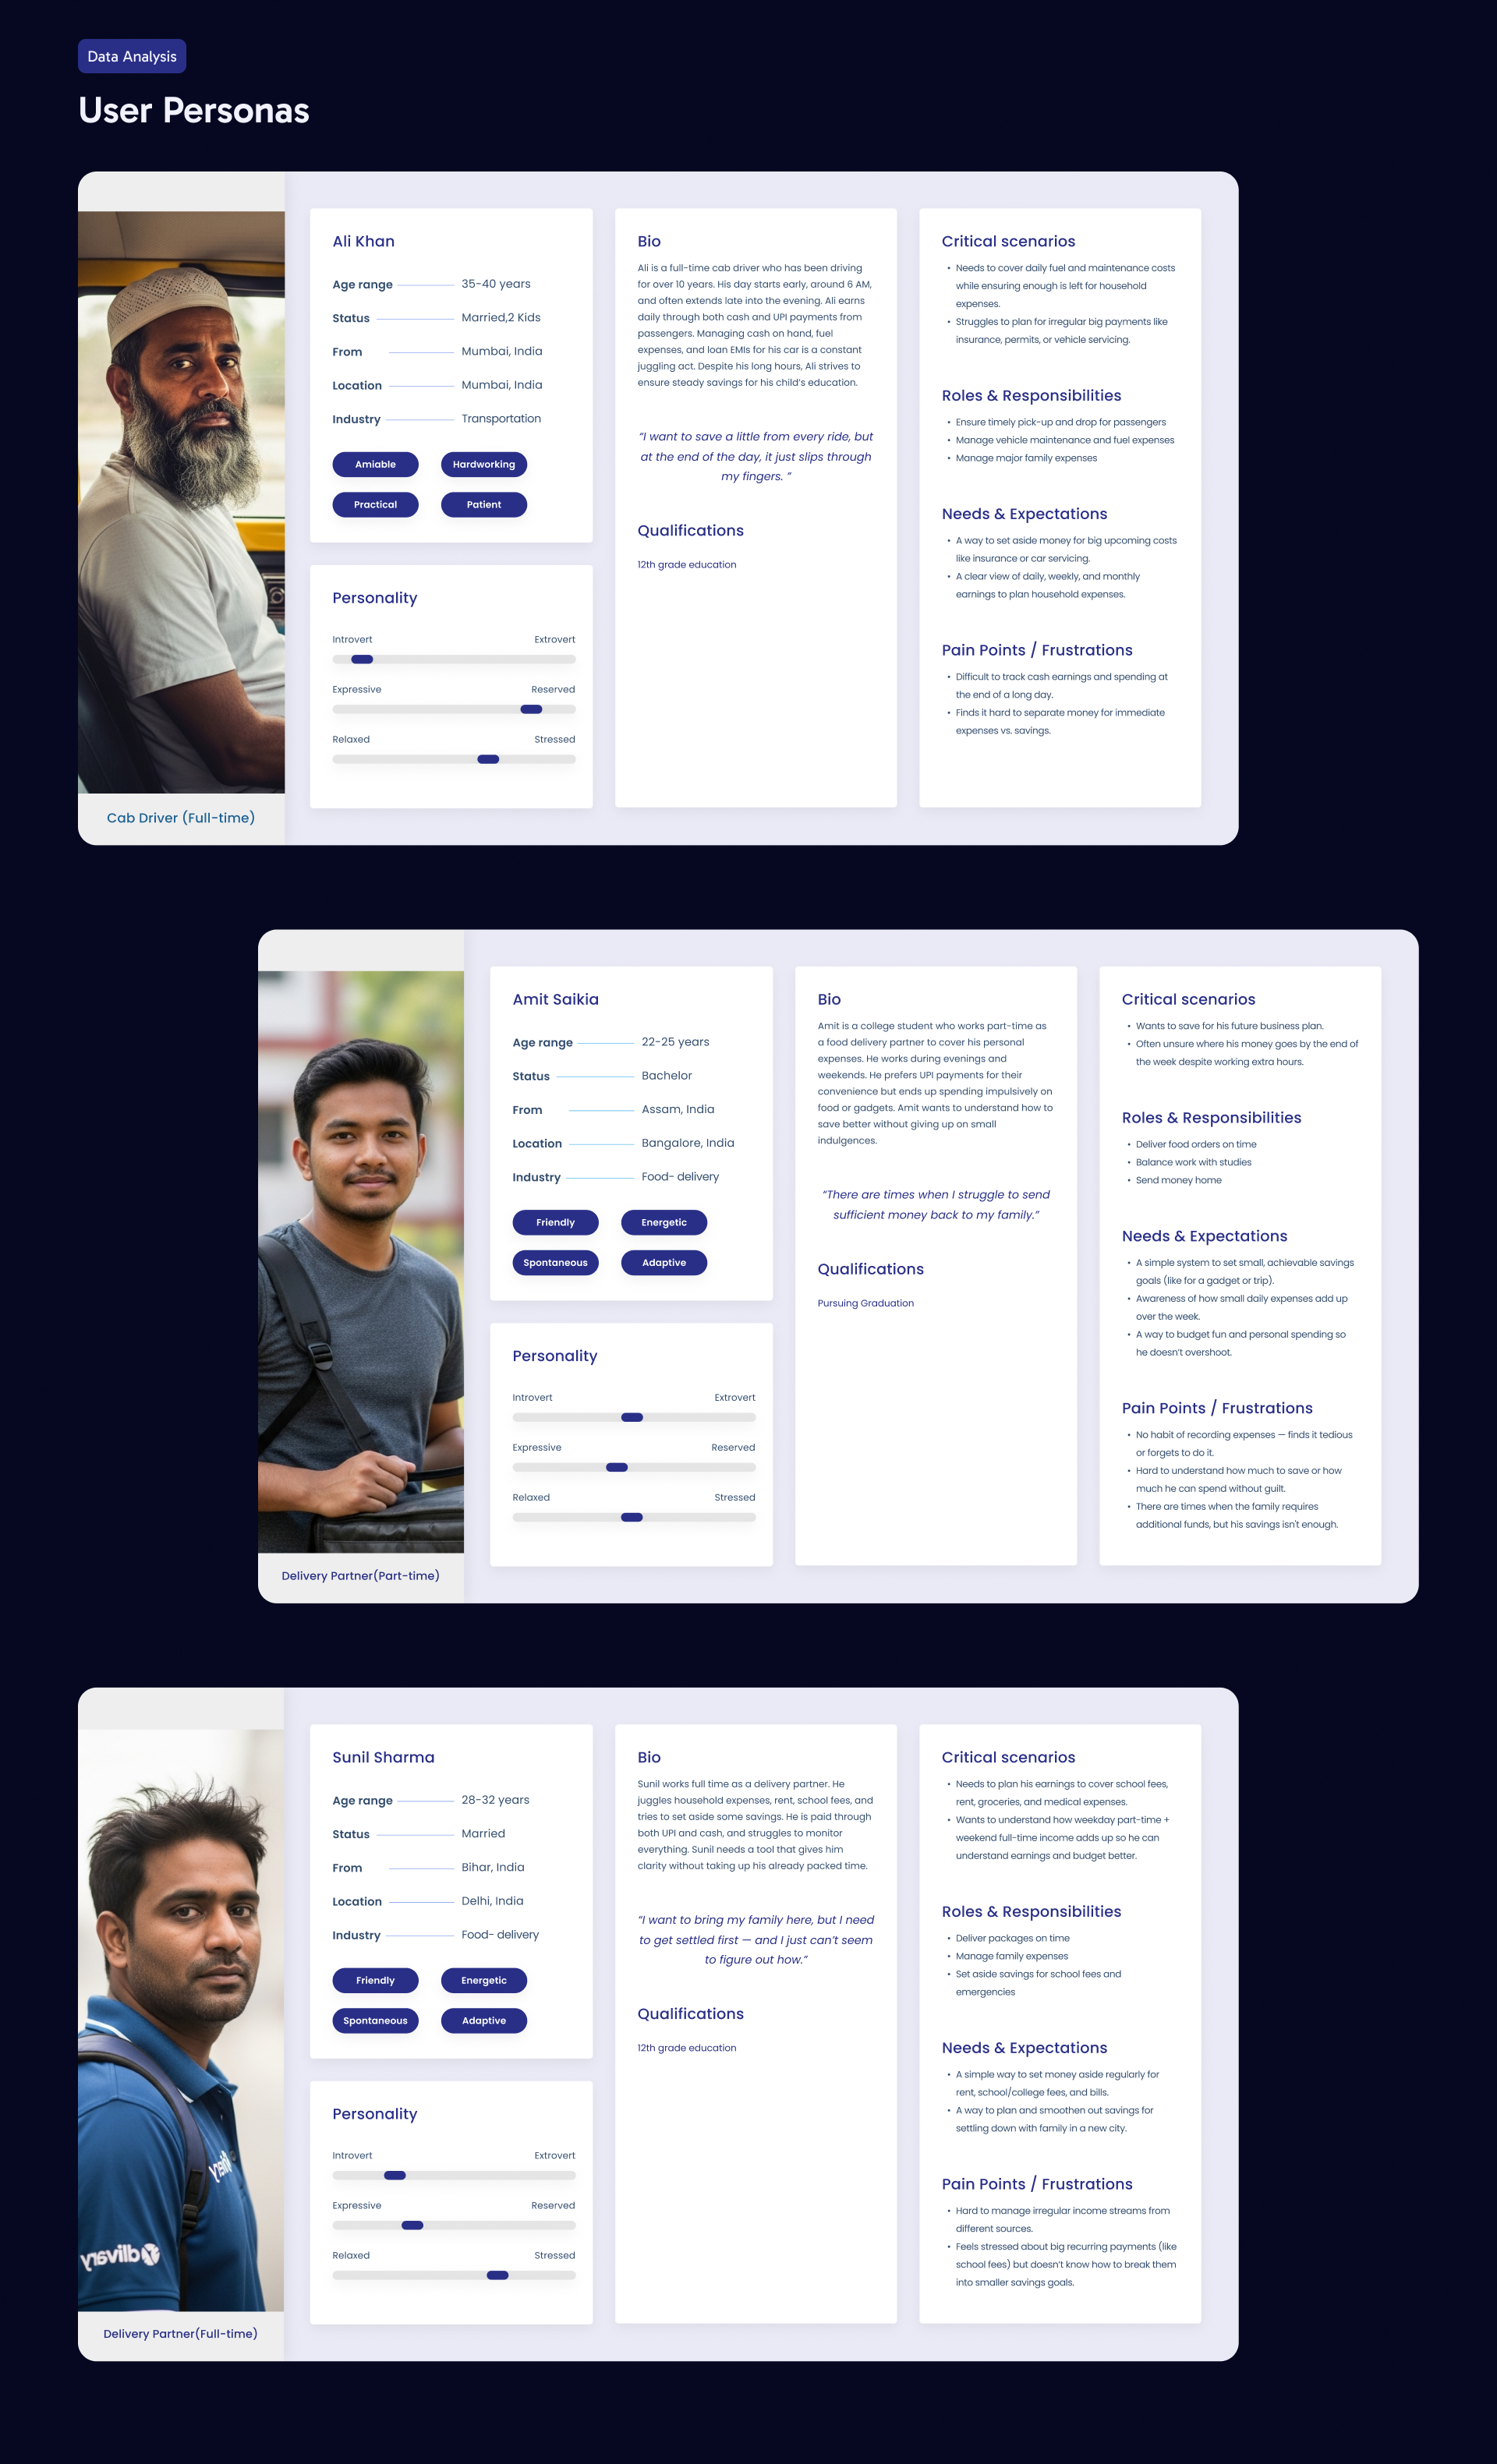 Data Analysis
User Personas
Ali Khan
Age range 35-40 years
Status Married,2 Kids
From Mumbai, India
Location Mumbai, India
Industry Transportation
Amiable Hardworking
Practical Patient
Personality
Introvert Extrovert
Expressive Reserved
Relaxed Stressed
Cab Driver (Full-time)
Bio
Ali is a full-time cab driver who has been driving
for over 10 years. His day starts early, around 6 AM,
and often extends late into the evening. Ali earns
daily through both cash and UPI payments from
passengers. Managing cash on hand, fuel
expenses, and loan EMIs for his car is a constant
juggling act. Despite his long hours, Ali strives to
ensure steady savings for his child's education.
“I want to save a little from every ride, but
at the end of the day, it just slips through
my fingers. ”
Qualifications
12th grade education
Critical scenarios
• Needs to cover daily fuel and maintenance costs
while ensuring enough is left for household
expenses.
• Struggles to plan for irregular big payments like
insurance, permits, or vehicle servicing.
Roles & Responsibilities
• Ensure timely pick-up and drop for passengers
• Manage vehicle maintenance and fuel expenses
• Manage major family expenses
Needs & Expectations
• A way to set aside money for big upcoming costs
like insurance or car servicing.
• A clear view of daily, weekly, and monthly
earnings to plan household expenses.
Pain Points / Frustrations
• Difficult to track cash earnings and spending at
the end of a long day.
• Finds it hard to separate money for immediate
expenses vs. savings.
Amit Saikia
Age range 22-25 years
Status Bachelor
From Assam, India
Location Bangalore, India
Industry Food- delivery
Friendly Energetic
Spontaneous Adaptive
Personality
Introvert Extrovert
Expressive Reserved
Relaxed Stressed
Delivery Partner(Part-time)
Bio
Amit is a college student who works part-time as
a food delivery partner to cover his personal
expenses. He works during evenings and
weekends. He prefers UPI payments for their
convenience but ends up spending impulsively on
food or gadgets. Amit wants to understand how to
save better without giving up on small
indulgences.
“There are times when I struggle to send
sufficient money back to my family.”
Qualifications
Pursuing Graduation
Critical scenarios
• Wants to save for his future business plan.
• Often unsure where his money goes by the end of
the week despite working extra hours.
Roles & Responsibilities
• Deliver food orders on time
• Balance work with studies
• Send money home
Needs & Expectations
• A simple system to set small, achievable savings
goals (like for a gadget or trip).
• Awareness of how small daily expenses add up
over the week.
• A way to budget fun and personal spending so
he doesn't overshoot.
Pain Points / Frustrations
• No habit of recording expenses — finds it tedious
or forgets to do it.
• Hard to understand how much to save or how
much he can spend without guilt.
• There are times when the family requires
additional funds, but his savings isn't enough.
Sunil Sharma
Age range 28-32 years
Status Married
From Bihar, India
Location Delhi, India
Industry Food- delivery
Friendly Energetic
Spontaneous Adaptive
Personality
Introvert Extrovert
Expressive Reserved
Relaxed Stressed
Delivery Partner(Full-time)
Bio
Sunil works full time as a delivery partner. He
juggles household expenses, rent, school fees, and
tries to set aside some savings. He is paid through
both UPI and cash, and struggles to monitor
everything. Sunil needs a tool that gives him
clarity without taking up his already packed time.
“I want to bring my family here, but I need
to get settled first — and I just can't seem
to figure out how.”
Qualifications
12th grade education
Critical scenarios
• Needs to plan his earnings to cover school fees,
rent, groceries, and medical expenses.
• Wants to understand how weekday part-time +
weekend full-time income adds up so he can
understand earnings and budget better.
Roles & Responsibilities
• Deliver packages on time
• Manage family expenses
• Set aside savings for school fees and
emergencies
Needs & Expectations
• A simple way to set money aside regularly for
rent, school/college fees, and bills.
• A way to plan and smoothen out savings for
settling down with family in a new city.
Pain Points / Frustrations
• Hard to manage irregular income streams from
different sources.
• Feels stressed about big recurring payments (like
school fees) but doesn't know how to break them
into smaller savings goals.